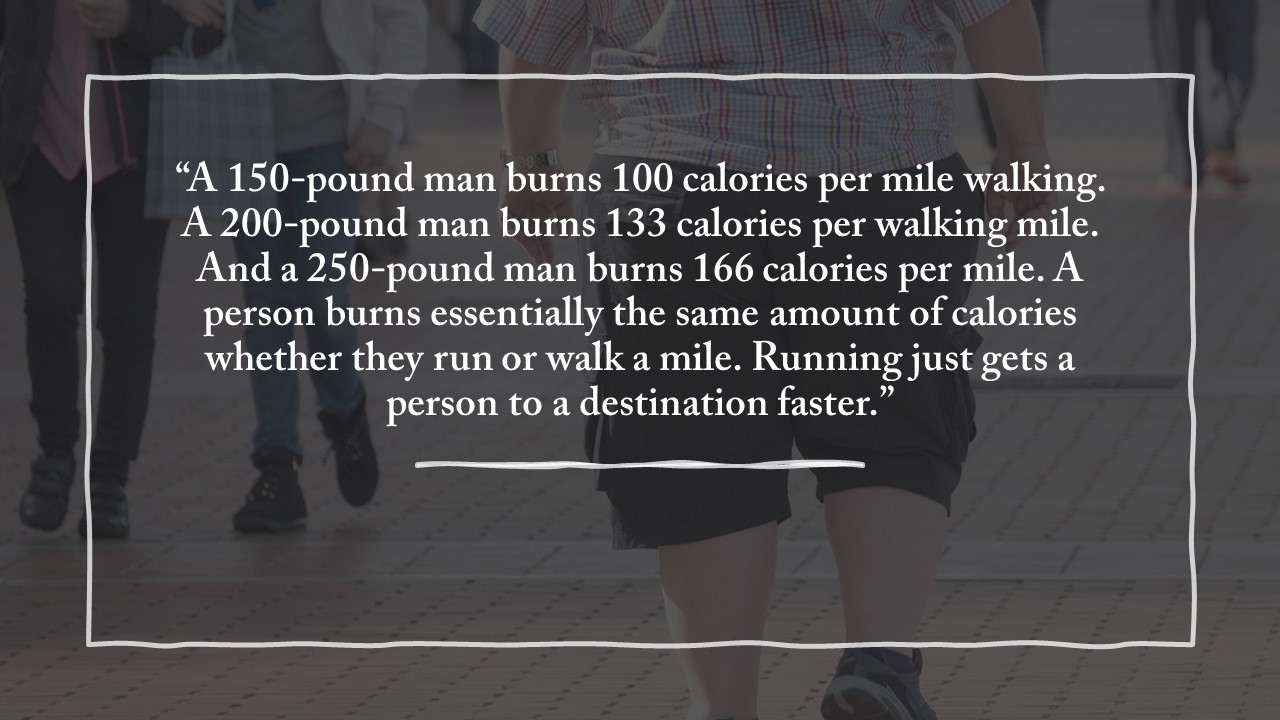 “A 150-pound man burns 100 calories per mile walking.
A 200-pound man burns 133 calories per walking mile.
And a 250-pound man burns 166 calories per mile. A
person burns essentially the same amount of calories
whether they run or walk a mile. Running just gets a
person to a destination faster.”